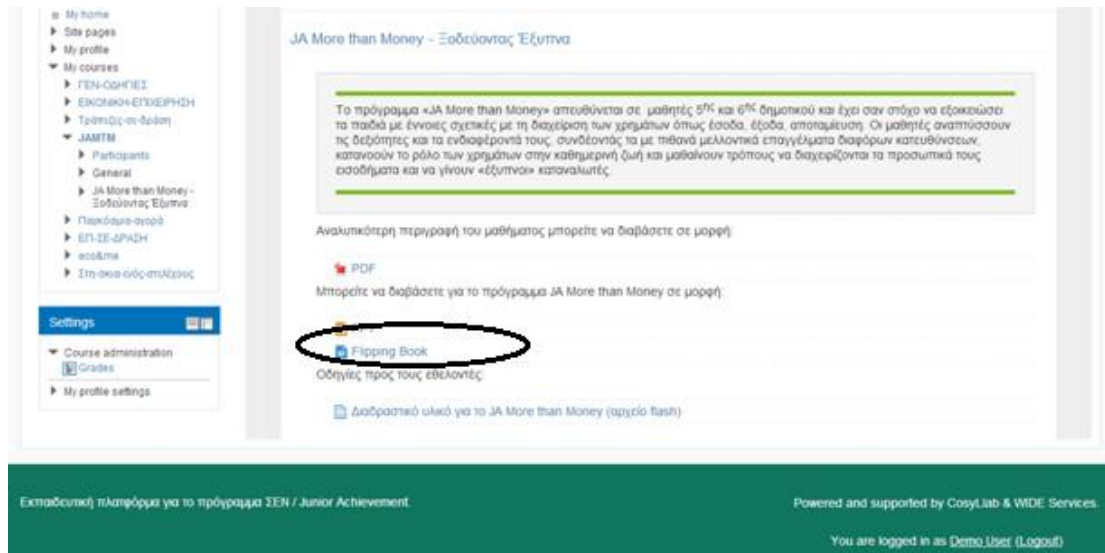 My home
Site pages
My profile
My courses
ΓΕΝ-ΟΔΗΓΙΕΣ
ΕΙΚΟΝΙΚΗ-ΕΠΙΧΕΙΡΗΣΗ
Τράπεζες-σε-δράση
JAMTM
Participants
General
JA More than Money -
Ξοδεύοντας Έξυπνα
Παγκόσμια-αγορά
ΕΠ-ΣΕ-ΔΡΑΣΗ
eco&me
Στη-σκια-ενός-στελέχους
Settings
Course administration
Grades
My profile settings
JA More than Money - Ξοδεύοντας Έξυπνα
Το πρόγραμμα «JA More than Money» απευθύνεται σε μαθητές 5ης και 6ης δημοτικού και έχει σαν στόχο να εξοικειώσει
τα παιδιά με έννοιες σχετικές με τη διαχείριση των χρημάτων όπως έσοδα, έξοδα, αποταμίευση. Οι μαθητές αναπτύσσουν
τις δεξιότητες και τα ενδιαφέροντά τους, συνδέοντάς τα με πιθανά μελλοντικά επαγγέλματα διαφόρων κατευθύνσεων,
κατανοούν το ρόλο των χρημάτων στην καθημερινή ζωή και μαθαίνουν τρόπους να διαχειρίζονται τα προσωπικά τους
εισοδήματα και να γίνουν «έξυπνοι» καταναλωτές.
Αναλυτικότερη περιγραφή του μαθήματος μπορείτε να διαβάσετε σε μορφή:
PDF
Μπορείτε να διαβάσετε για το πρόγραμμα JA More than Money σε μορφή:
Flipping Book
Οδηγίες προς τους εθελοντές:
Διαδραστικό υλικό για το JA More than Money (αρχείο flash)
Εκπαιδευτική πλατφόρμα για το πρόγραμμα ΣΕΝ / Junior Achievement.
Powered and supported by CosyLlab & WIDE Services.
You are logged in as Demo User (Logout)